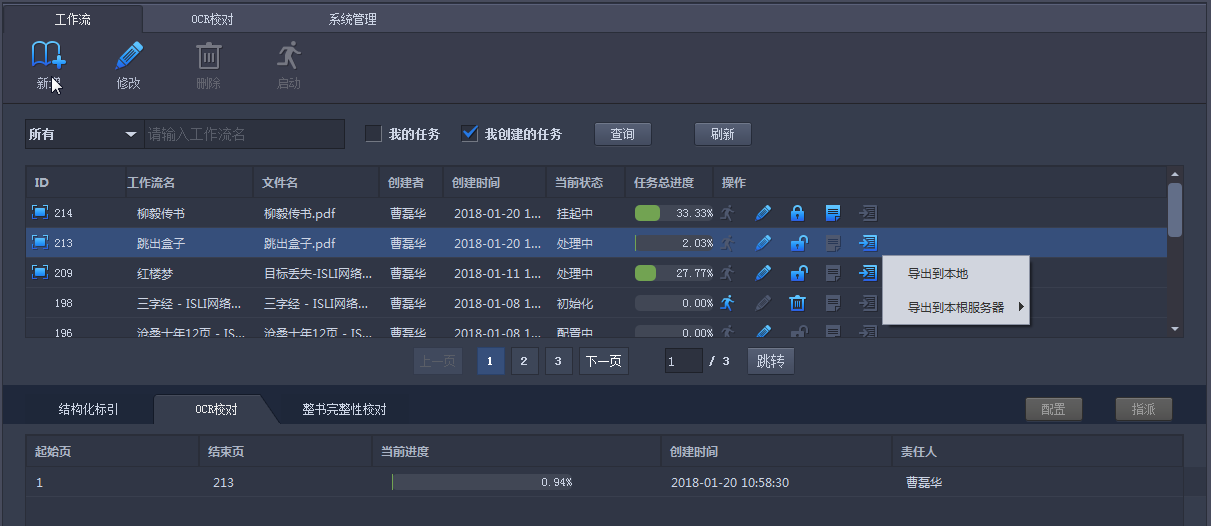 工作流 OCR校对 系统管理
新增 修改 删除 启动
所有 请输入工作流名 我的任务 我创建的任务 查询 刷新
ID 工作流名 文件名 创建者 创建时间 当前状态 任务总进度 操作
214 柳毅传书 柳毅传书.pdf 曹磊华 2018-01-20 1... 挂起中 33.33%
213 跳出盒子 跳出盒子.pdf 曹磊华 2018-01-20 1... 处理中 2.03%
209 红楼梦 目标丢失-ISLI网络... 曹磊华 2018-01-11 1... 处理中 27.77%
导出到本地
198 三字经 - ISLI网络... 三字经 - ISLI网络... 曹磊华 2018-01-08 1... 初始化 0.00%
导出到本根服务器
196 沧桑十年12页 - IS... 沧桑十年12页 - IS... 曹磊华 2018-01-08 1... 配置中 0.00%
上一页 1 2 3 下一页 1 / 3 跳转
结构化标引 OCR校对 整书完整性校对 配置 指派
起始页 结束页 当前进度 创建时间 责任人
1 213 0.94% 2018-01-20 10:58:30 曹磊华